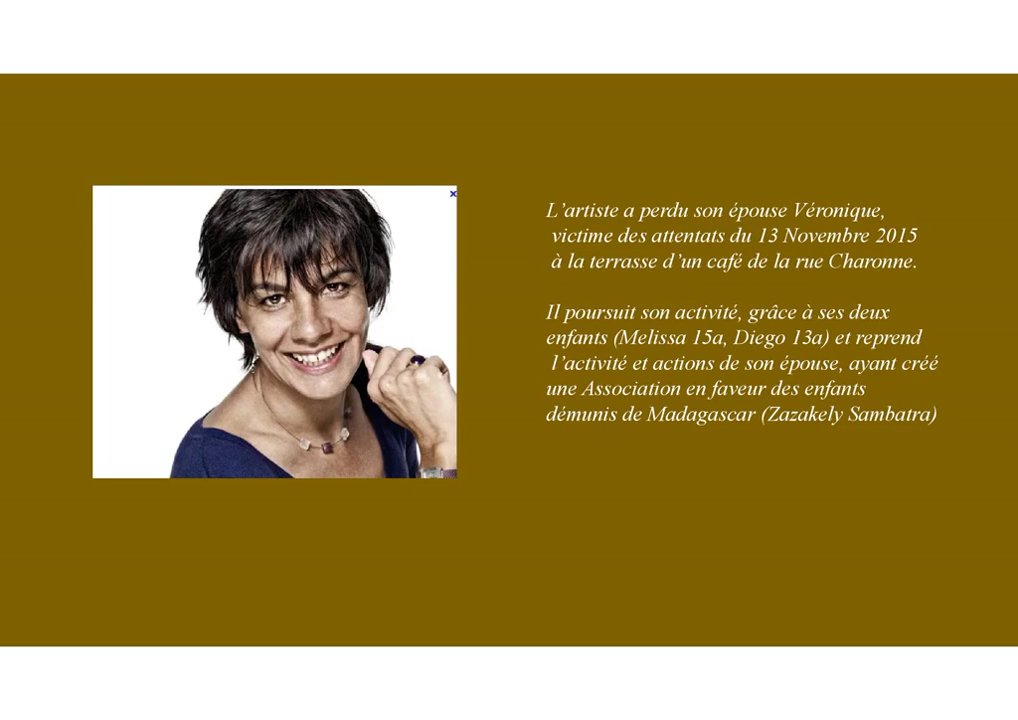 L’artiste a perdu son épouse Véronique,
victime des attentats du 13 Novembre 2015
à la terrasse d’un café de la rue Charonne.
Il poursuit son activité, grâce à ses deux
enfants (Melissa 15a, Diego 13a) et reprend
l’activité et actions de son épouse, ayant créé
une Association en faveur des enfants
démunis de Madagascar (Zazakely Sambatra)